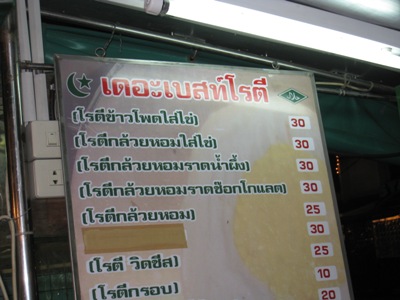 เดอะเบสท์โรตี
(โรตีข้าวโพดใส่ไข่) 30
(โรตีกล้วยหอมใส่ไข่) 30
(โรตีกล้วยหอมราดน้ำผึ้ง) 30
(โรตีกล้วยหอมราดช๊อกโกแลต) 30
(โรตีกล้วยหอม) 25
30
(โรตี วิตชีส) 25
(โรตีกรอบ) 10
20